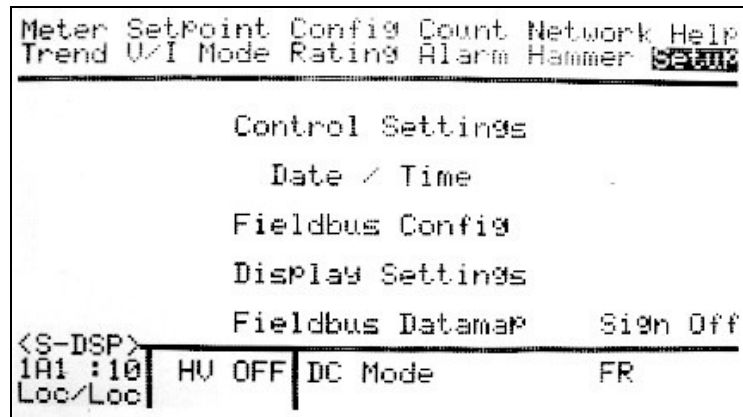 Meter SetPoint Config Count Network Help
Trend V/I Mode Rating Alarm Hammer Setup
Control Settings
Date / Time
Fieldbus Config
Display Settings
Fieldbus Datamap Sign Off
<S-DSP>
1A1 :10 HV OFF DC Mode FR
Loc/Loc